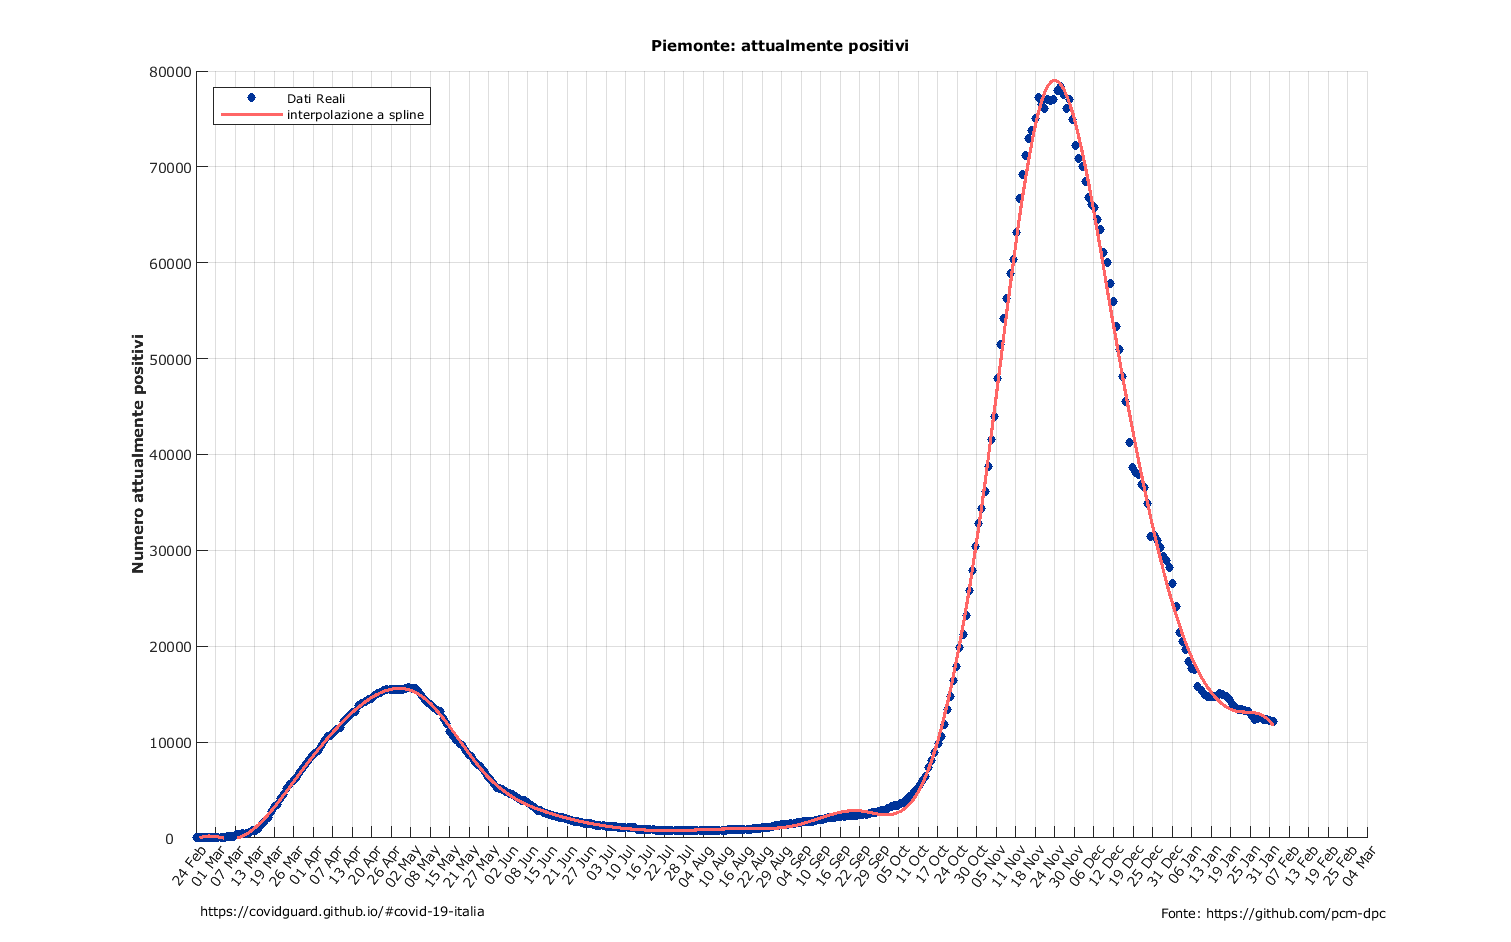 Piemonte: attualmente positivi
Dati Reali
interpolazione a spline
Numero attualmente positivi
80000
70000
60000
50000
40000
30000
20000
10000
0
24 Feb
01 Mar
07 Mar
13 Mar
19 Mar
26 Mar
01 Apr
07 Apr
13 Apr
20 Apr
26 Apr
02 May
08 May
15 May
21 May
27 May
02 Jun
08 Jun
15 Jun
21 Jun
27 Jun
03 Jul
10 Jul
16 Jul
22 Jul
28 Jul
04 Aug
10 Aug
16 Aug
22 Aug
29 Aug
04 Sep
10 Sep
16 Sep
22 Sep
29 Sep
05 Oct
11 Oct
17 Oct
24 Oct
30 Oct
05 Nov
11 Nov
18 Nov
24 Nov
30 Nov
06 Dec
12 Dec
19 Dec
25 Dec
31 Dec
06 Jan
13 Jan
19 Jan
25 Jan
31 Jan
07 Feb
13 Feb
19 Feb
25 Feb
04 Mar
https://covidguard.github.io/#covid-19-italia
Fonte: https://github.com/pcm-dpc